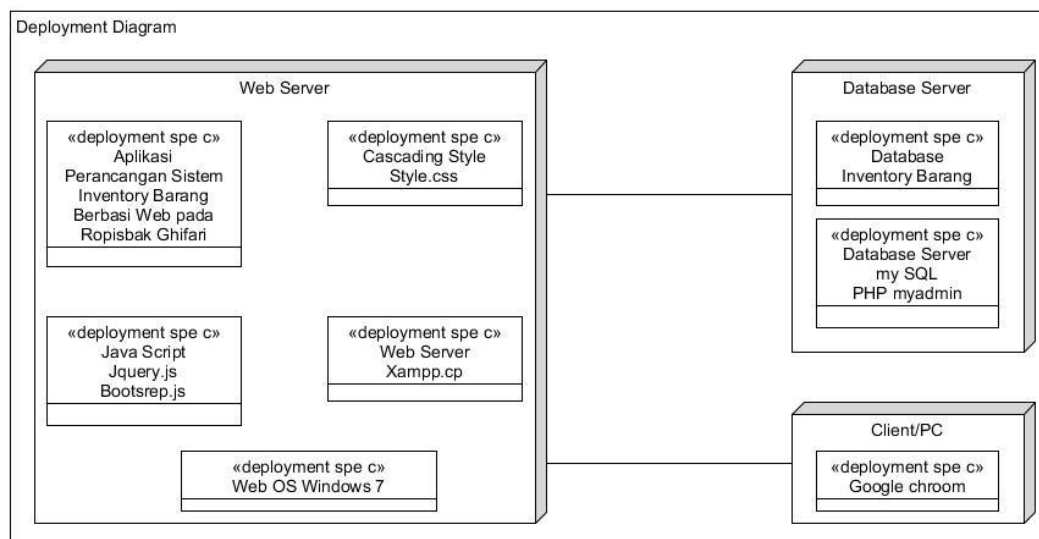 Deployment Diagram
Web Server
«deployment spe c»
Aplikasi
Perancangan Sistem
Inventory Barang
Berbasi Web pada
Ropisbak Ghifari
«deployment spe c»
Cascading Style
Style.css
«deployment spe c»
Java Script
Jquery.js
Bootsrep.js
«deployment spe c»
Web Server
Xampp.cp
«deployment spe c»
Web OS Windows 7
Database Server
«deployment spe c»
Database
Inventory Barang
«deployment spe c»
Database Server
my SQL
PHP myadmin
Client/PC
«deployment spe c»
Google chroom